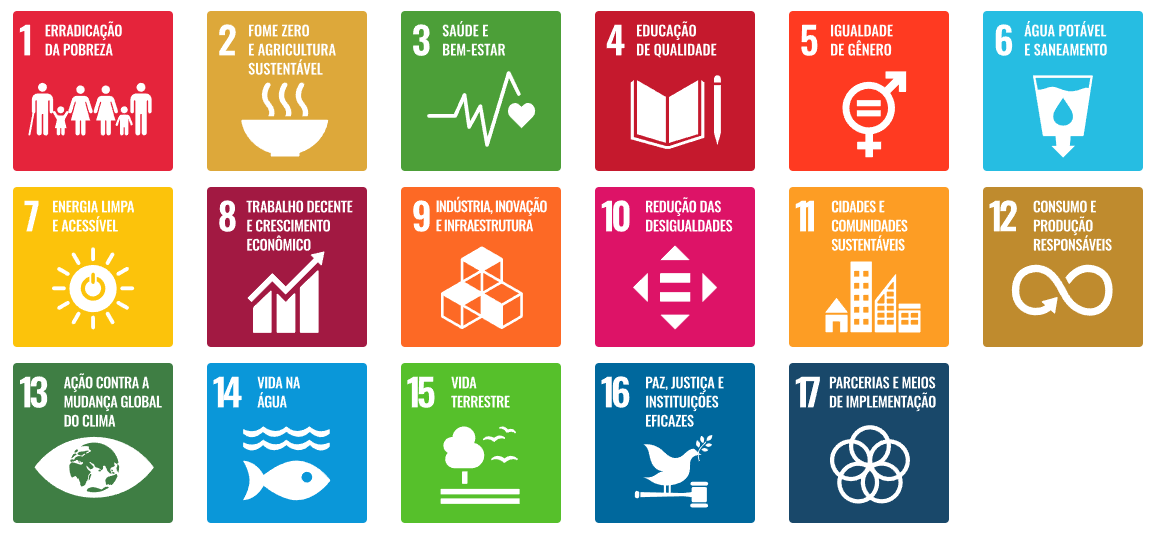 1 ERRADICAÇÃO
DA POBREZA
2 FOME ZERO
E AGRICULTURA
SUSTENTÁVEL
3 SAÚDE E
BEM-ESTAR
4 EDUCAÇÃO
DE QUALIDADE
5 IGUALDADE
DE GÊNERO
6 ÁGUA POTÁVEL
E SANEAMENTO
7 ENERGIA LIMPA
E ACESSÍVEL
8 TRABALHO DECENTE
E CRESCIMENTO
ECONÔMICO
9 INDÚSTRIA, INOVAÇÃO
E INFRAESTRUTURA
10 REDUÇÃO DAS
DESIGUALDADES
11 CIDADES E
COMUNIDADES
SUSTENTÁVEIS
12 CONSUMO E
PRODUÇÃO
RESPONSÁVEIS
13 AÇÃO CONTRA A
MUDANÇA GLOBAL
DO CLIMA
14 VIDA NA
ÁGUA
15 VIDA
TERRESTRE
16 PAZ, JUSTIÇA E
INSTITUIÇÕES
EFICAZES
17 PARCERIAS E MEIOS
DE IMPLEMENTAÇÃO